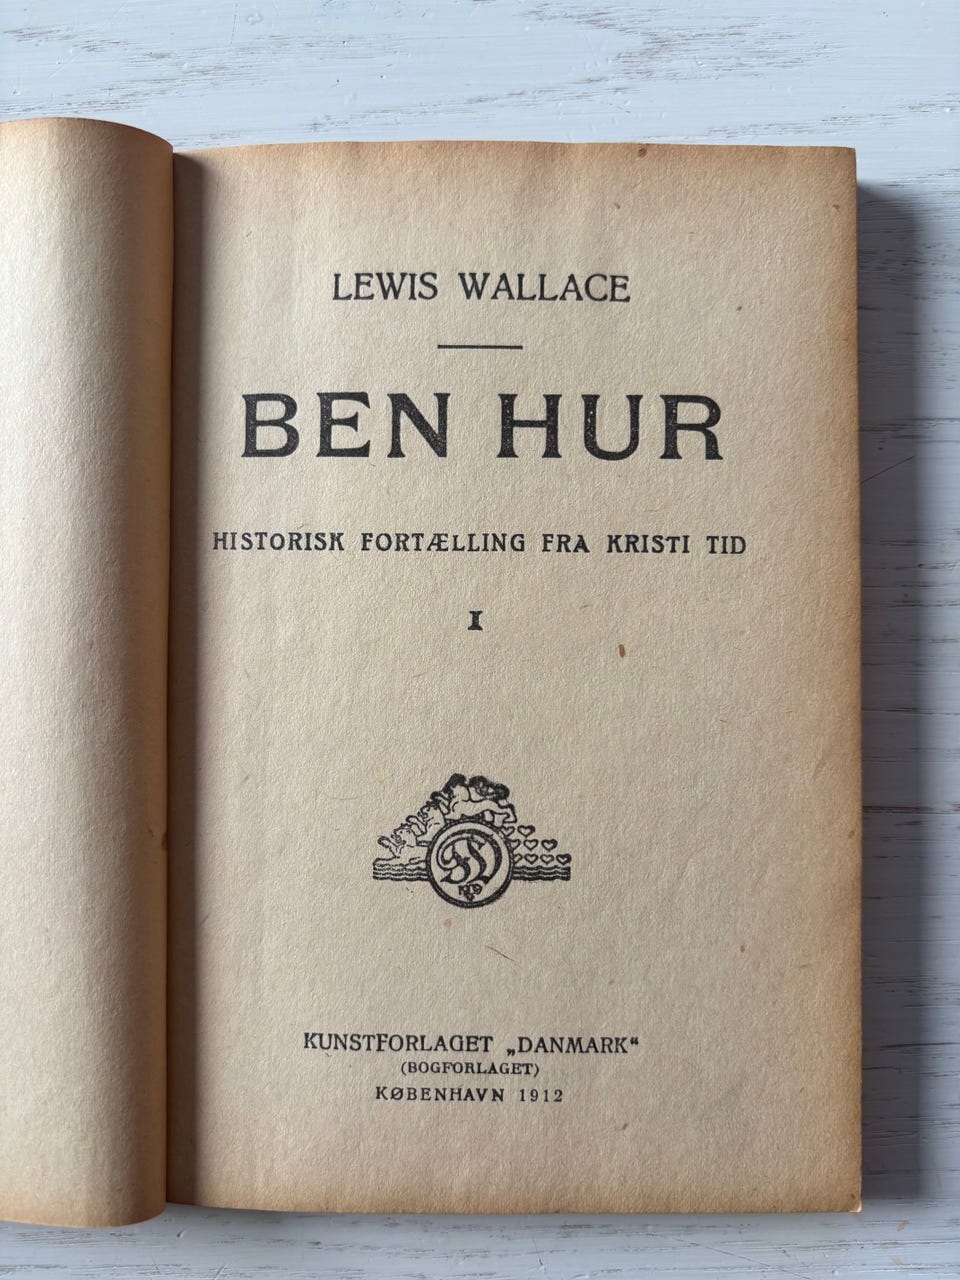 LEWIS WALLACE
BEN HUR
HISTORISK FORTÆLLING FRA KRISTI TID
I
KUNSTFORLAGET „DANMARK“
(BOGFORLAGET)
KØBENHAVN 1912